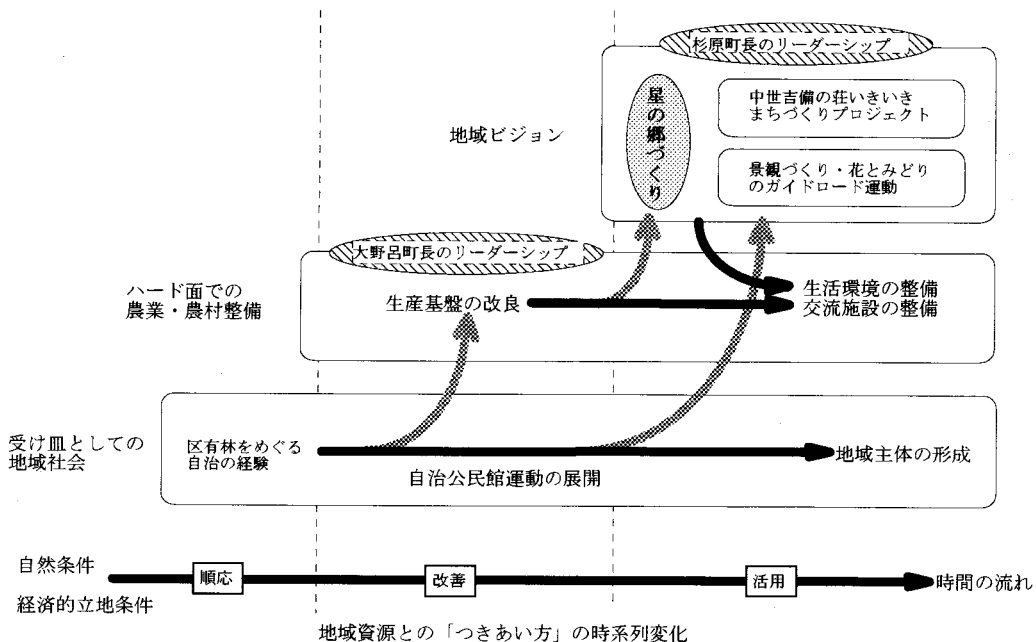 杉原町長のリーダーシップ
地域ビジョン
星の郷づくり
中世吉備の荘いきいき
まちづくりプロジェクト
景観づくり・花とみどり
のガイドロード運動
大野呂町長のリーダーシップ
ハード面での
農業・農村整備
生産基盤の改良
生活環境の整備
交流施設の整備
受け皿としての
地域社会
区有林をめぐる
自治の経験
自治公民館運動の展開
地域主体の形成
自然条件
経済的立地条件
順応
改善
活用
時間の流れ
地域資源との「つきあい方」の時系列変化